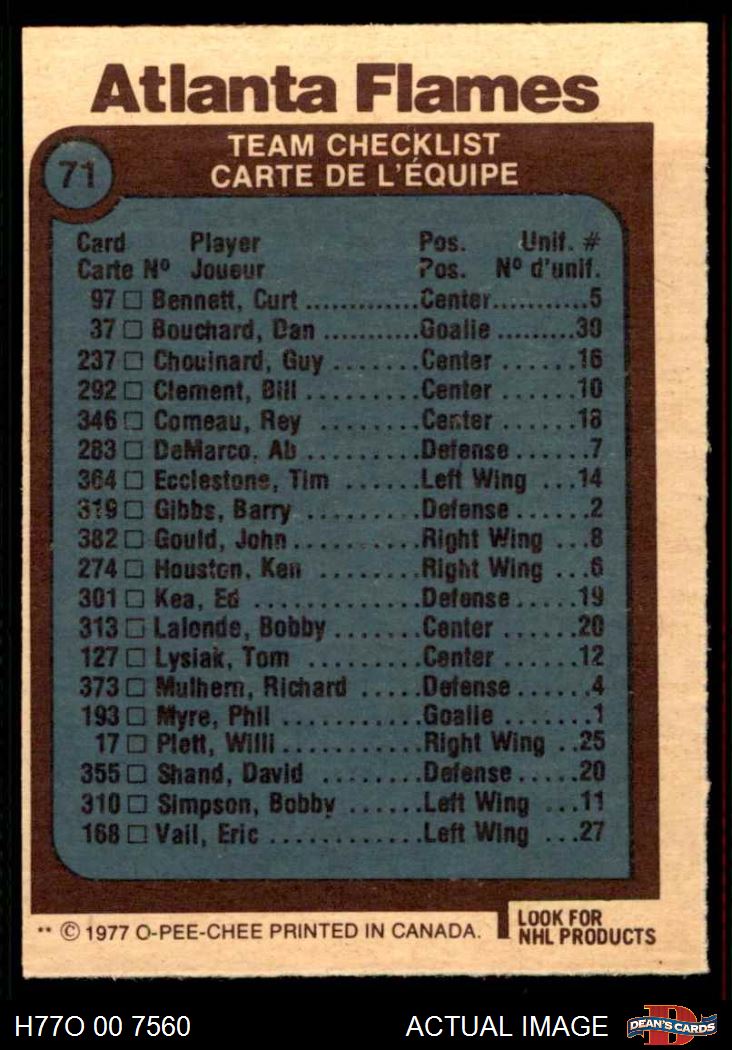 Atlanta Flames
71
TEAM CHECKLIST
CARTE DE L'ÉQUIPE
Card Player Pos. Unif. #
Carte Nº Joueur Pos. Nº d'unif.
97 □ Bennett, Curt ............Center...........5
37 □ Bouchard, Dan ..........Goalie .........30
237 □ Chouinard, Guy ........Center .......16
292 □ Clement, Bill ..........Center .......10
346 □ Comeau, Rey ..........Center .......18
283 □ DeMarco, Ab ..........Defense ......7
364 □ Ecclestone, Tim ......Left Wing ...14
319 □ Gibbs, Barry ..........Defense ......2
382 □ Gould, John ...........Right Wing ...8
274 □ Houston, Ken ..........Right Wing ...6
301 □ Kea, Ed ...............Defense.....19
313 □ Lalonde, Bobby .......Center ......20
127 □ Lysiak, Tom ..........Center ......12
373 □ Mulhern, Richard .....Defense ......4
193 □ Myre, Phil ............Goalie .......1
17 □ Plett, Willi ............Right Wing ..25
355 □ Shand, David ........Defense.....20
310 □ Simpson, Bobby ......Left Wing ...11
168 □ Vail, Eric .............Left Wing ...27
** © 1977 O-PEE-CHEE PRINTED IN CANADA.
LOOK FOR
NHL PRODUCTS
H77O 00 7560 ACTUAL IMAGE
D
DEAN'S CARDS